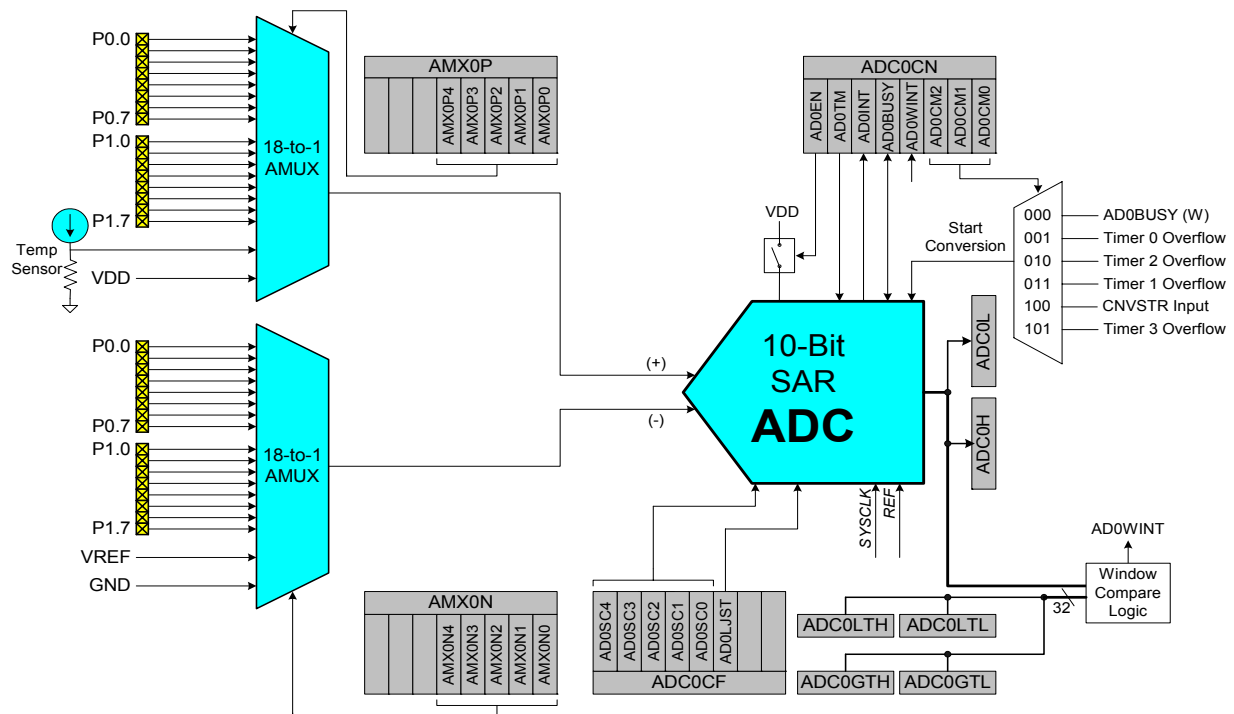 P0.0
P0.7
P1.0
P1.7
18-to-1
AMUX
Temp
Sensor
VDD
AMX0P
AMX0P4
AMX0P3
AMX0P2
AMX0P1
AMX0P0
ADC0CN
AD0EN
AD0TM
AD0INT
AD0BUSY
AD0WINT
AD0CM2
AD0CM1
AD0CM0
VDD
Start
Conversion
000
001
010
011
100
101
AD0BUSY (W)
Timer 0 Overflow
Timer 2 Overflow
Timer 1 Overflow
CNVSTR Input
Timer 3 Overflow
P0.0
P0.7
P1.0
P1.7
VREF
GND
18-to-1
AMUX
(+)
(-)
10-Bit
SAR
ADC
ADC0L
ADC0H
SYSCLK
REF
AD0WINT
Window
Compare
Logic
32
AMX0N
AMX0N4
AMX0N3
AMX0N2
AMX0N1
AMX0N0
AD0SC4
AD0SC3
AD0SC2
AD0SC1
AD0SC0
AD0LJST
ADC0CF
ADC0LTH
ADC0LTL
ADC0GTH
ADC0GTL